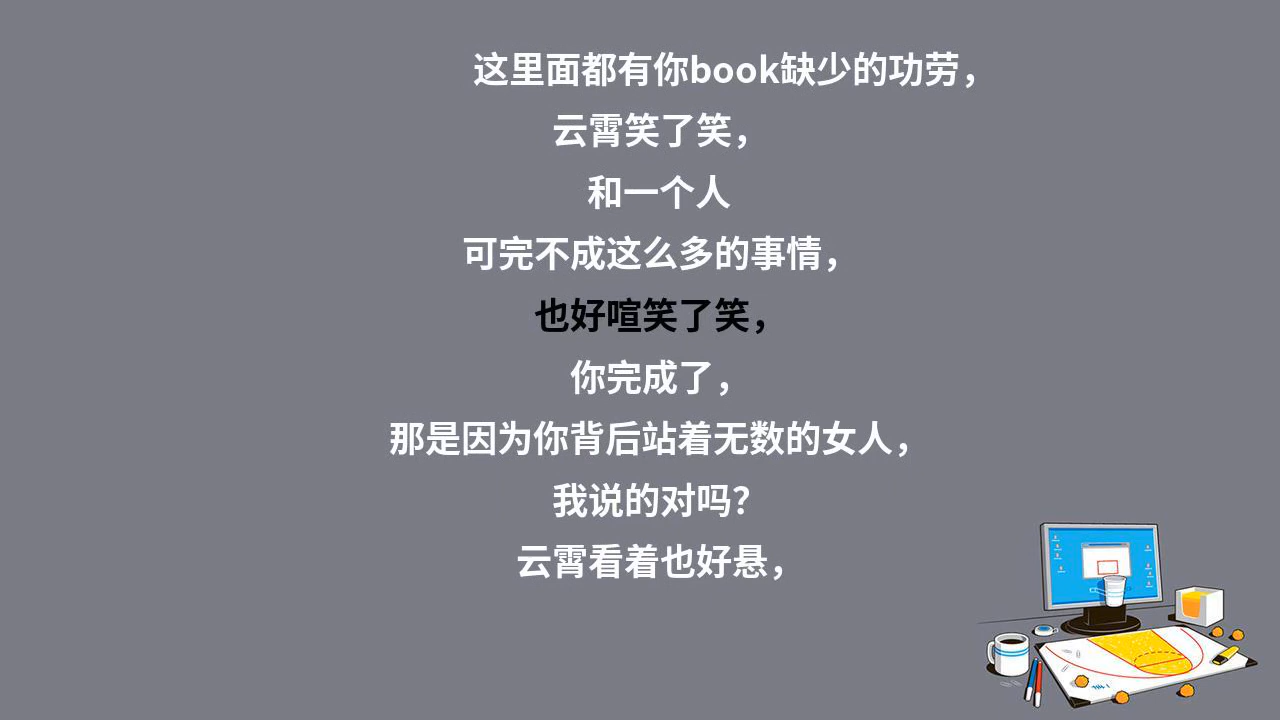 这里面都有你book缺少的功劳，
云霄笑了笑，
和一个人
可完不成这么多的事情，
也好喧笑了笑，
你完成了，
那是因为你背后站着无数的女人，
我说的对吗？
云霄看着也好悬，